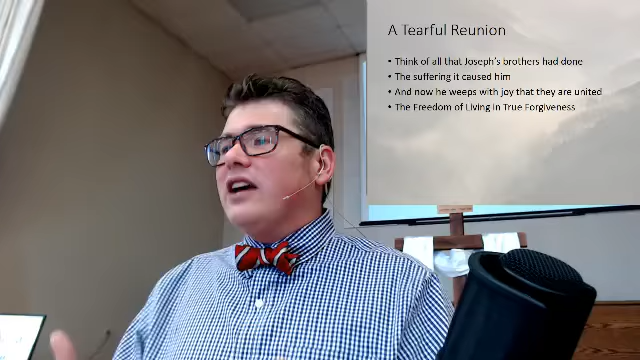 A Tearful Reunion
• Think of all that Joseph's brothers had done
• The suffering it caused him
• And now he weeps with joy that they are united
• The Freedom of Living in True Forgiveness